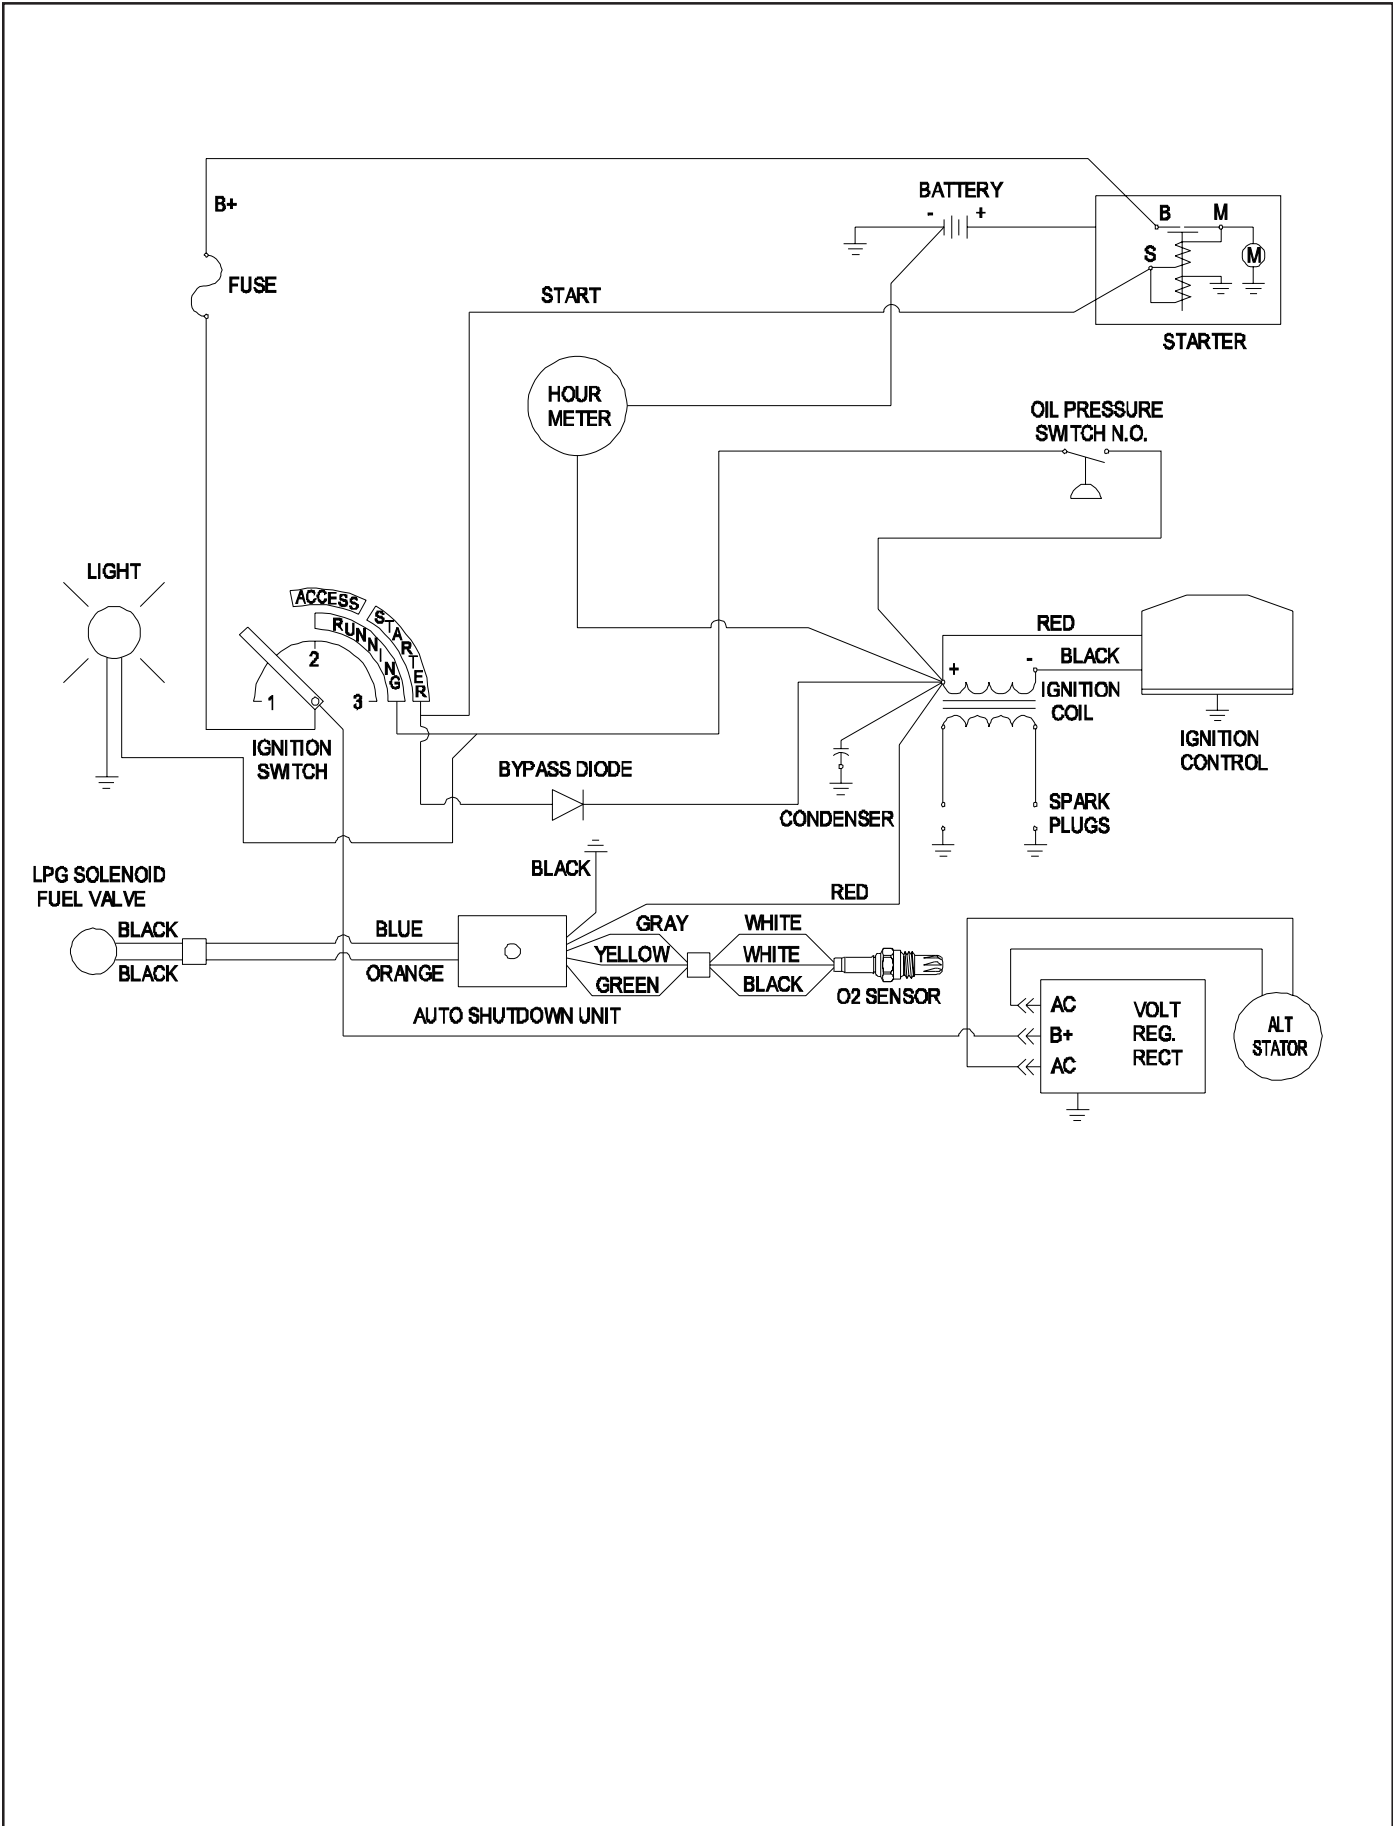 BATTERY
- +
B+
B M
S
M
FUSE
START
STARTER
HOUR
METER
OIL PRESSURE
SWITCH N.O.
LIGHT
ACCESS
STARTER
RUNNING
1
2
3
IGNITION
SWITCH
RED
+
-
BLACK
IGNITION
COIL
IGNITION
CONTROL
BYPASS DIODE
CONDENSER
SPARK
PLUGS
BLACK
LPG SOLENOID
FUEL VALVE
BLACK
BLACK
BLUE
ORANGE
RED
GRAY
YELLOW
GREEN
WHITE
WHITE
BLACK
O2 SENSOR
AUTO SHUTDOWN UNIT
AC
B+
AC
VOLT
REG.
RECT
ALT
STATOR